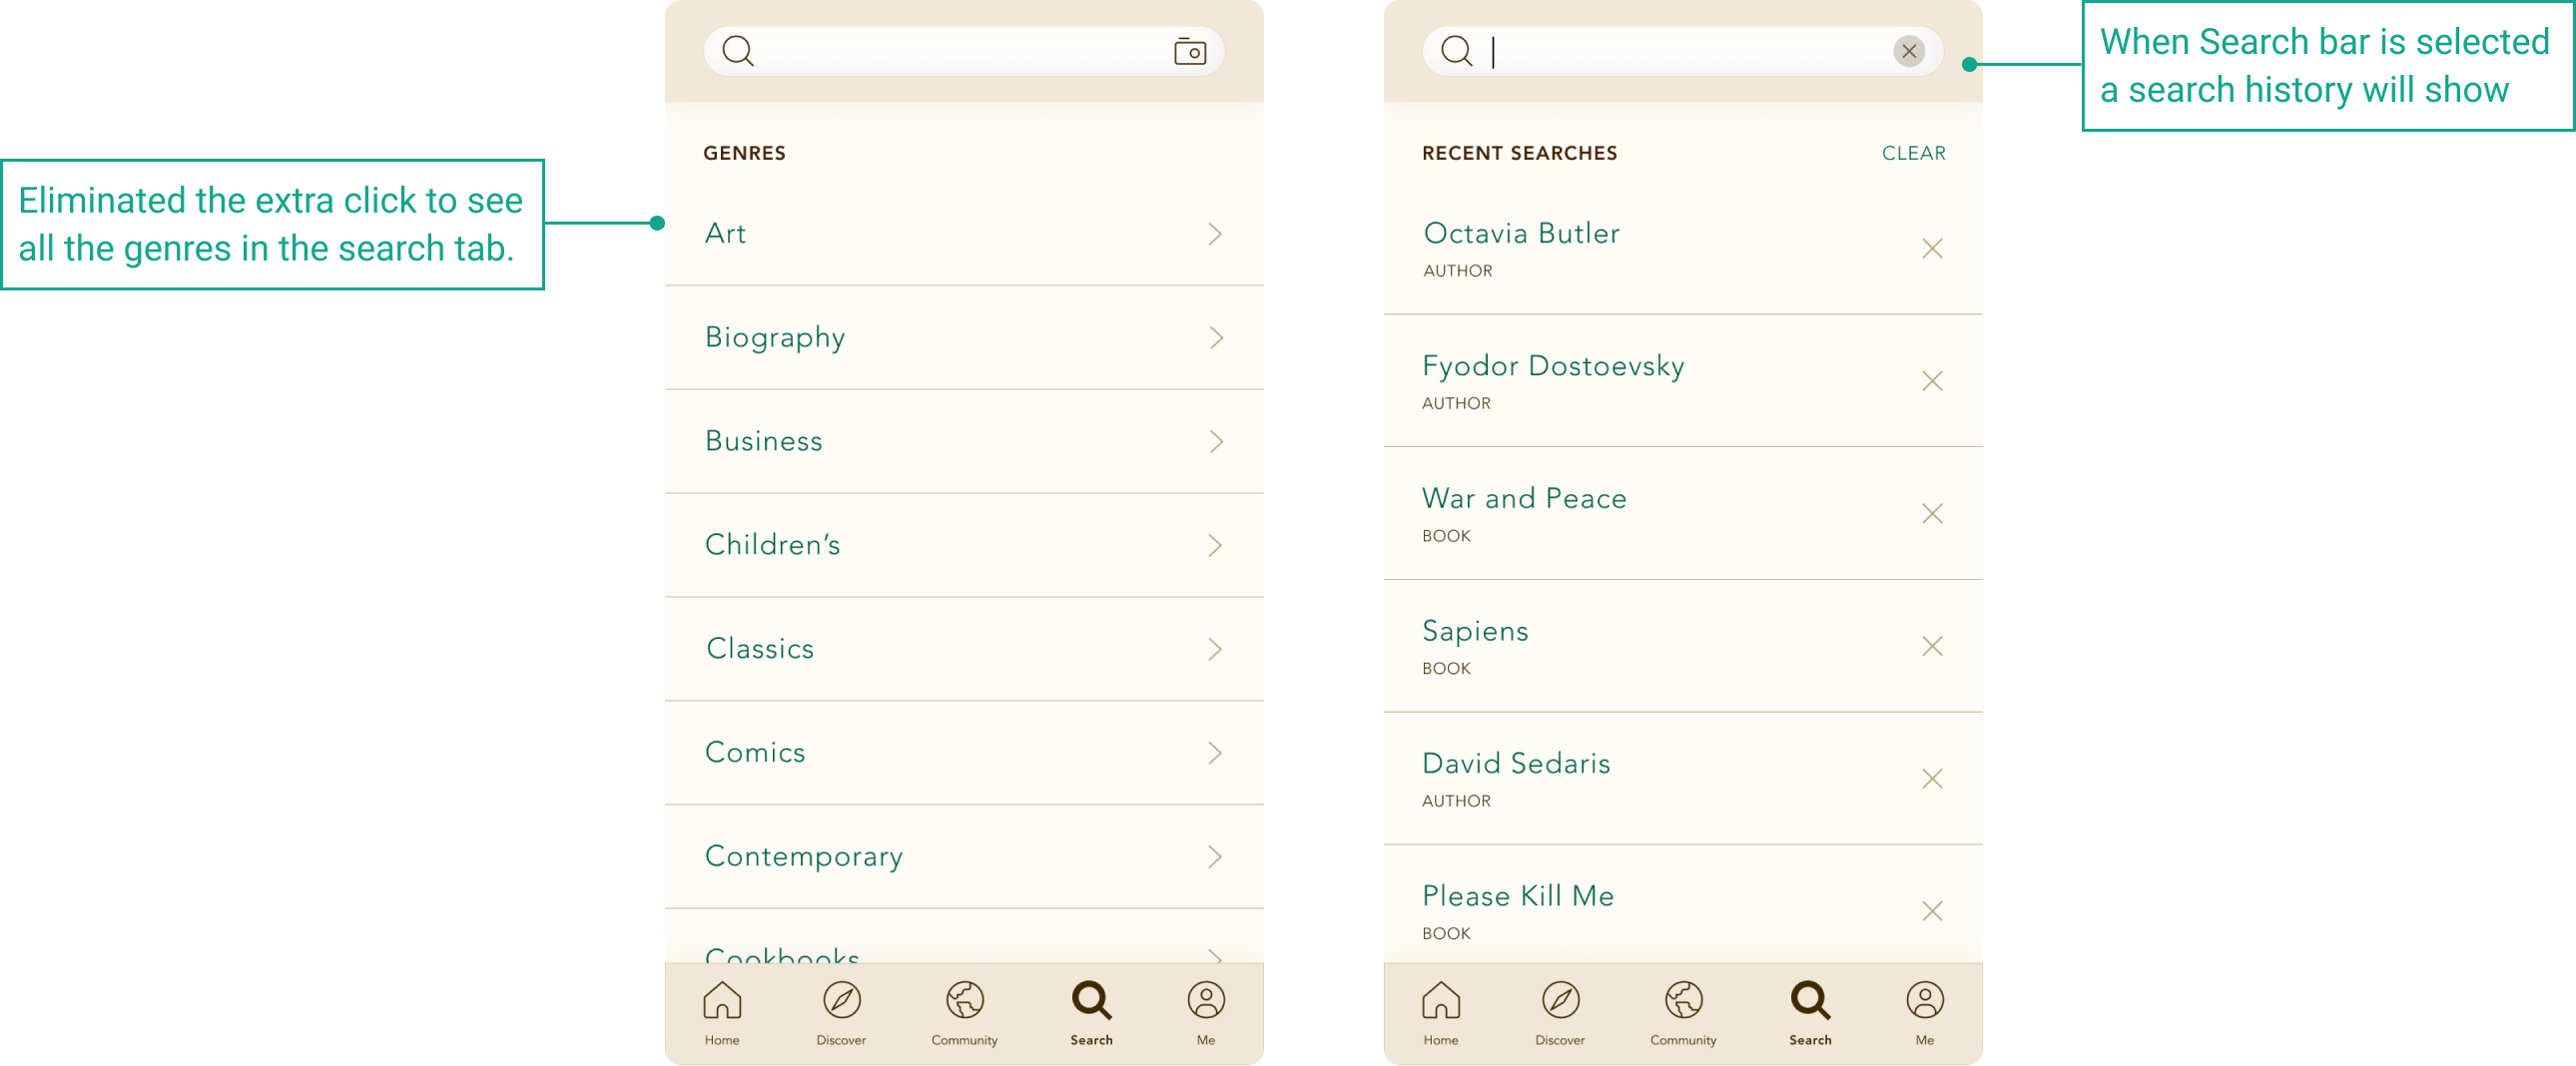 Eliminated the extra click to see
all the genres in the search tab.
GENRES
Art
Biography
Business
Children’s
Classics
Comics
Contemporary
Cookbooks
Home
Discover
Community
Search
Me
When Search bar is selected
a search history will show
RECENT SEARCHES
CLEAR
Octavia Butler
AUTHOR
Fyodor Dostoevsky
AUTHOR
War and Peace
BOOK
Sapiens
BOOK
David Sedaris
AUTHOR
Please Kill Me
BOOK
Home
Discover
Community
Search
Me